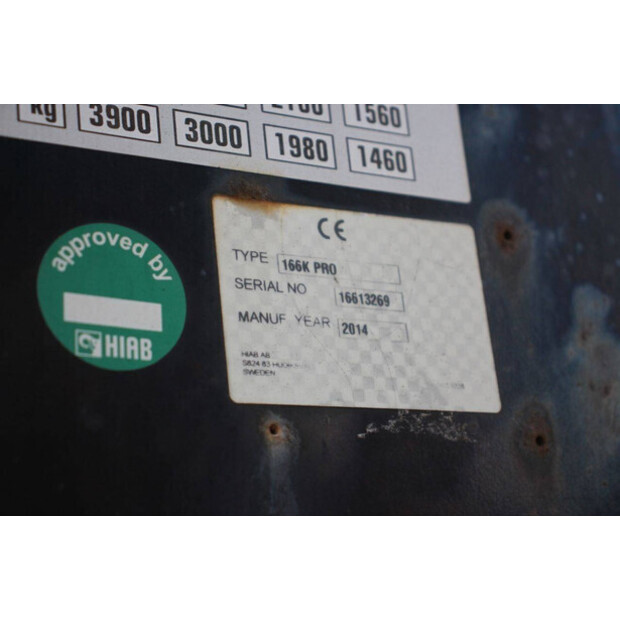 1560
kg 3900 3000 1980 1460
approved by
HIAB
CE
TYPE 166K PRO
SERIAL NO 16613269
MANUF YEAR 2014
HIAB AB
SWEDEN